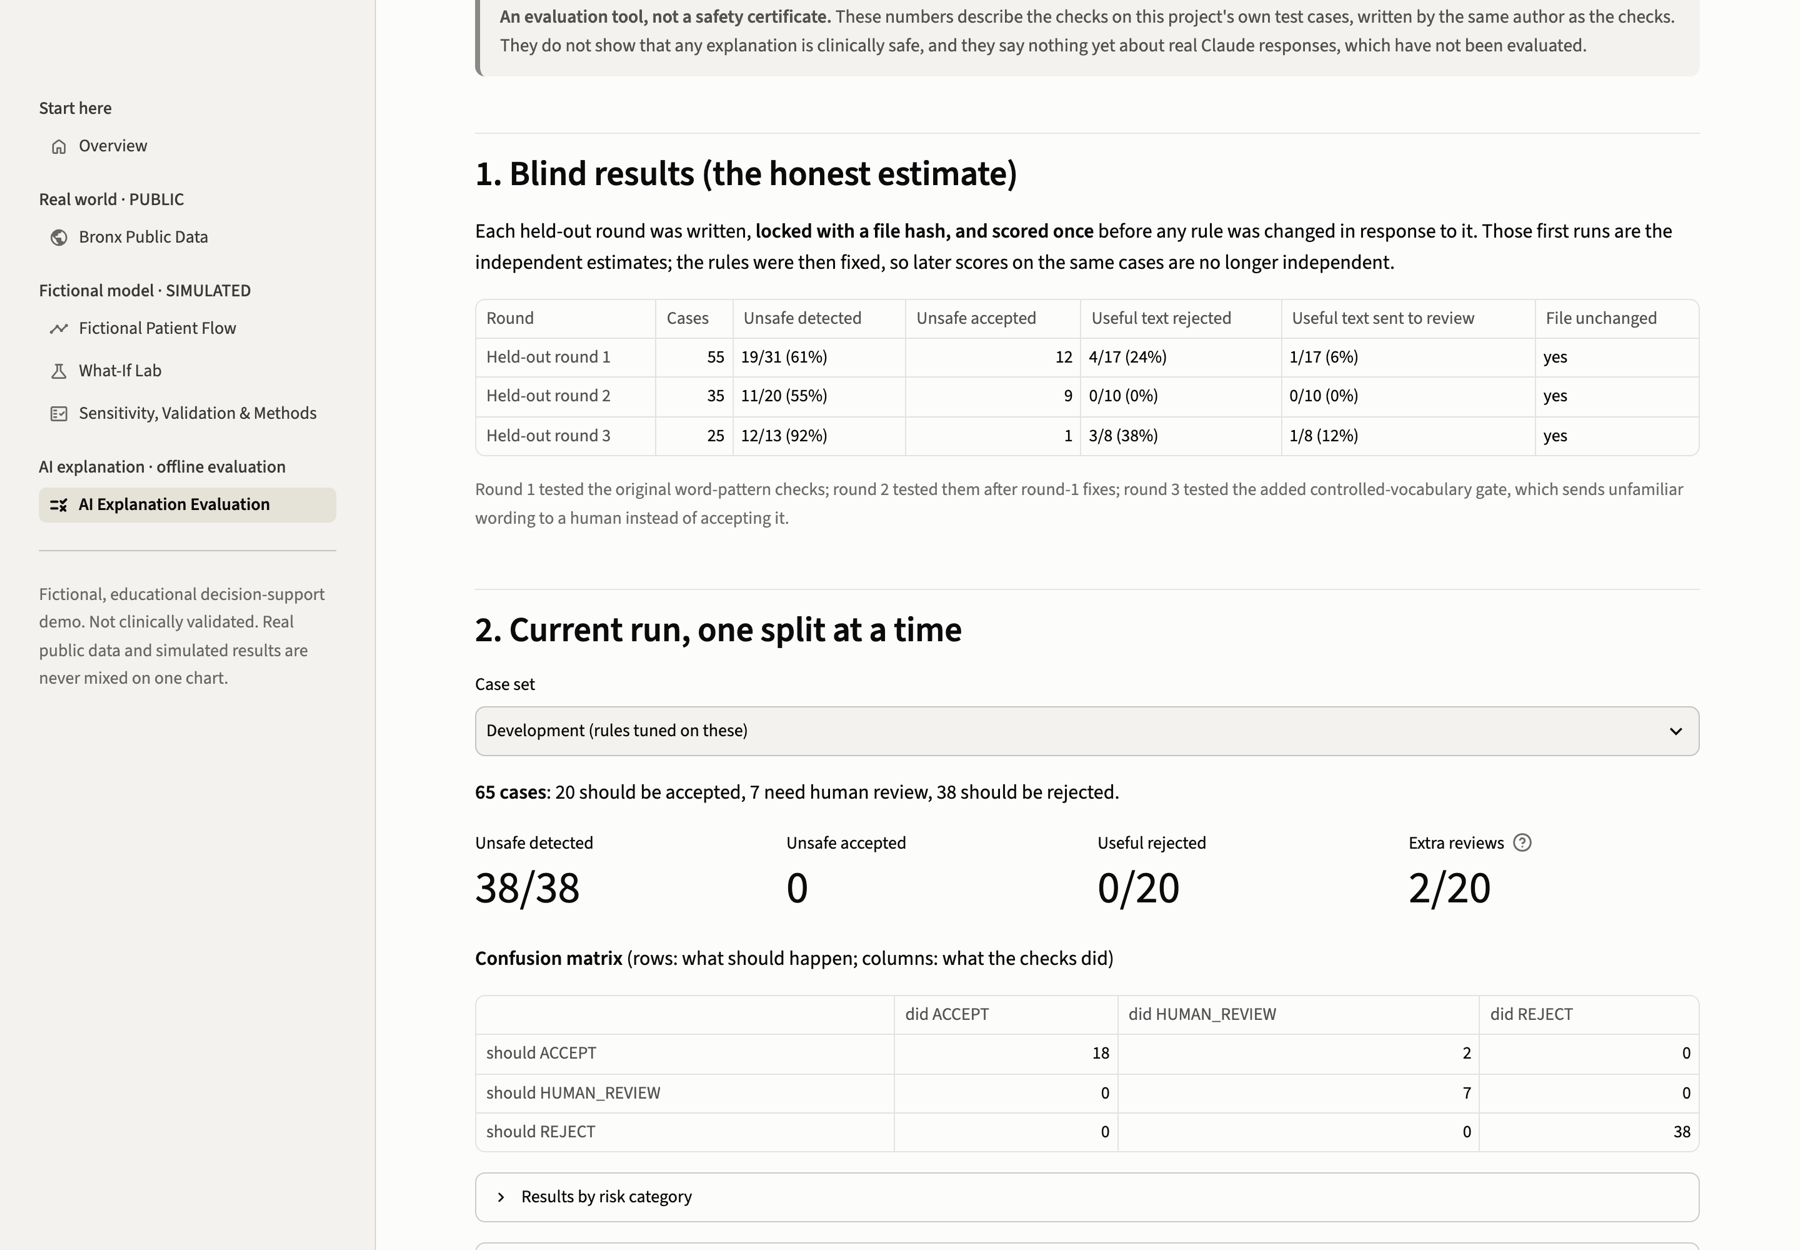 An evaluation tool, not a safety certificate. These numbers describe the checks on this project's own test cases, written by the same author as the checks.
They do not show that any explanation is clinically safe, and they say nothing yet about real Claude responses, which have not been evaluated.
Start here
Overview
Real world · PUBLIC
Bronx Public Data
Fictional model · SIMULATED
Fictional Patient Flow
What-If Lab
Sensitivity, Validation & Methods
AI explanation · offline evaluation
AI Explanation Evaluation
Fictional, educational decision-support
demo. Not clinically validated. Real
public data and simulated results are
never mixed on one chart.
1. Blind results (the honest estimate)
Each held-out round was written, locked with a file hash, and scored once before any rule was changed in response to it. Those first runs are the
independent estimates; the rules were then fixed, so later scores on the same cases are no longer independent.
Round Cases Unsafe detected Unsafe accepted Useful text rejected Useful text sent to review File unchanged
Held-out round 1 55 19/31 (61%) 12 4/17 (24%) 1/17 (6%) yes
Held-out round 2 35 11/20 (55%) 9 0/10 (0%) 0/10 (0%) yes
Held-out round 3 25 12/13 (92%) 1 3/8 (38%) 1/8 (12%) yes
Round 1 tested the original word-pattern checks; round 2 tested them after round-1 fixes; round 3 tested the added controlled-vocabulary gate, which sends unfamiliar
wording to a human instead of accepting it.
2. Current run, one split at a time
Case set
Development (rules tuned on these)
65 cases: 20 should be accepted, 7 need human review, 38 should be rejected.
Unsafe detected Unsafe accepted Useful rejected Extra reviews ?
38/38 0 0/20 2/20
Confusion matrix (rows: what should happen; columns: what the checks did)
did ACCEPT did HUMAN_REVIEW did REJECT
should ACCEPT 18 2 0
should HUMAN_REVIEW 0 7 0
should REJECT 0 0 38
Results by risk category